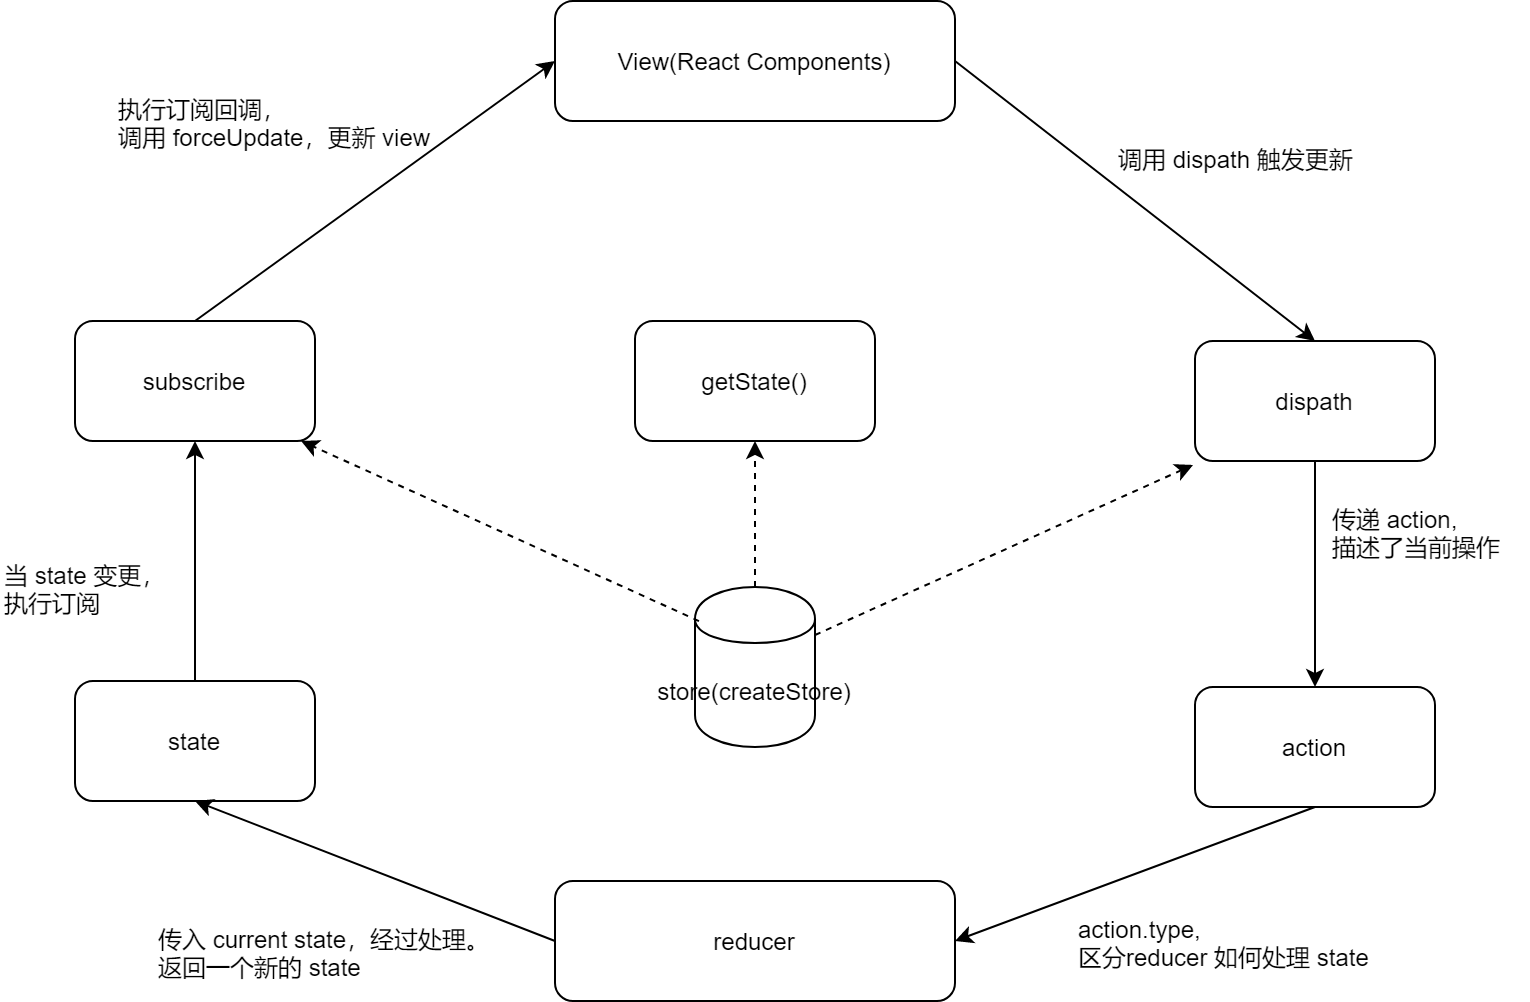 View(React Components)
执行订阅回调，
调用 forceUpdate，更新 view
调用 dispath 触发更新
subscribe
getState()
dispath
传递 action，
描述了当前操作
当 state 变更，
执行订阅
store(createStore)
state
action
传入 current state，经过处理。
返回一个新的 state
reducer
action.type，
区分reducer 如何处理 state